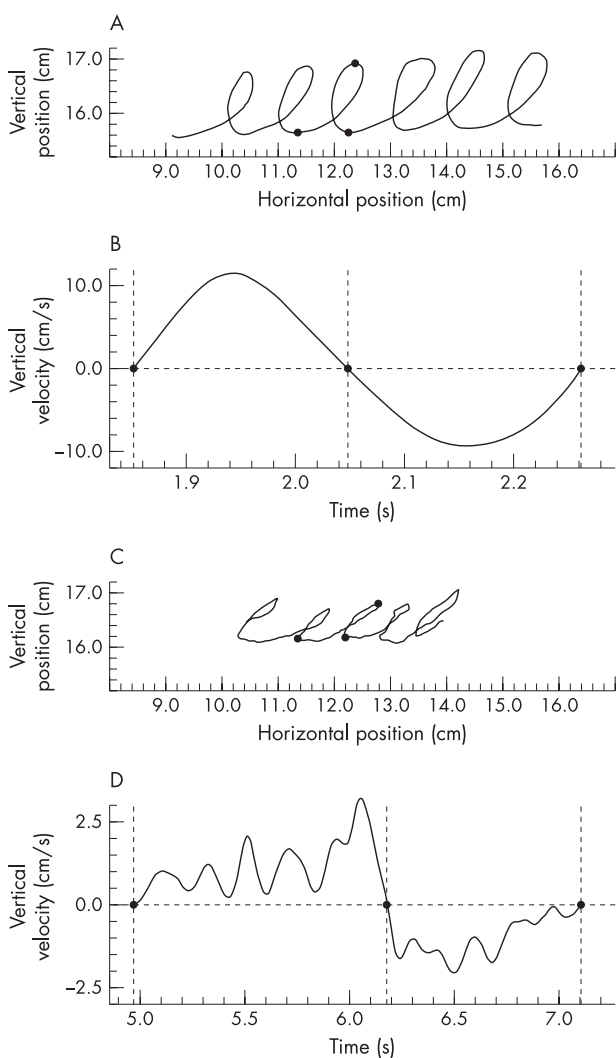 A
Vertical
position (cm)
17.0
16.0
9.0 10.0 11.0 12.0 13.0 14.0 15.0 16.0
Horizontal position (cm)
B
Vertical
velocity (cm/s)
10.0
0.0
–10.0
1.9 2.0 2.1 2.2
Time (s)
C
Vertical
position (cm)
17.0
16.0
9.0 10.0 11.0 12.0 13.0 14.0 15.0 16.0
Horizontal position (cm)
D
Vertical
velocity (cm/s)
2.5
0.0
–2.5
5.0 5.5 6.0 6.5 7.0
Time (s)